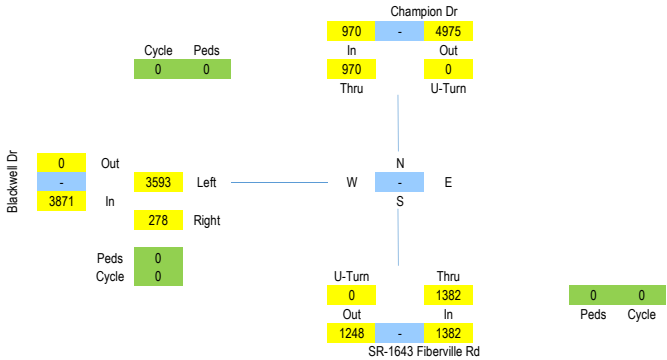 Champion Dr
970 - 4975
Cycle Peds In Out
0 0 970 0
Thru U-Turn
Blackwell Dr
0 Out N
- 3593 Left W - E
3871 In S
278 Right
Peds 0
Cycle 0
U-Turn Thru
0 1382 0 0
Out In Peds Cycle
1248 - 1382
SR-1643 Fiberville Rd